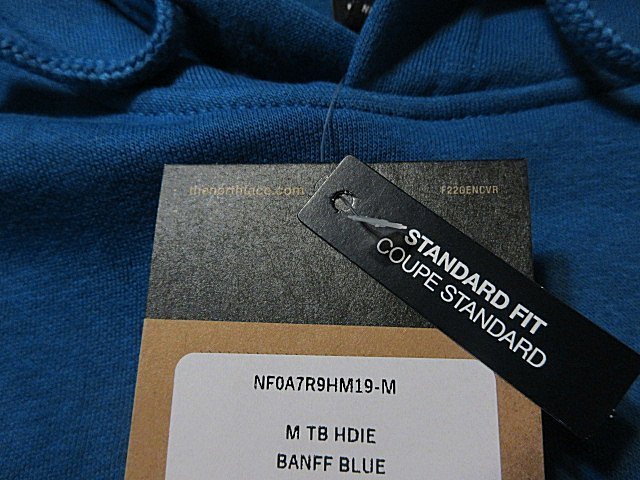 thenorthface.com
F22GENCVR
STANDARD FIT
COUPE STANDARD
NF0A7R9HM19-M
M TB HDIE
BANFF BLUE